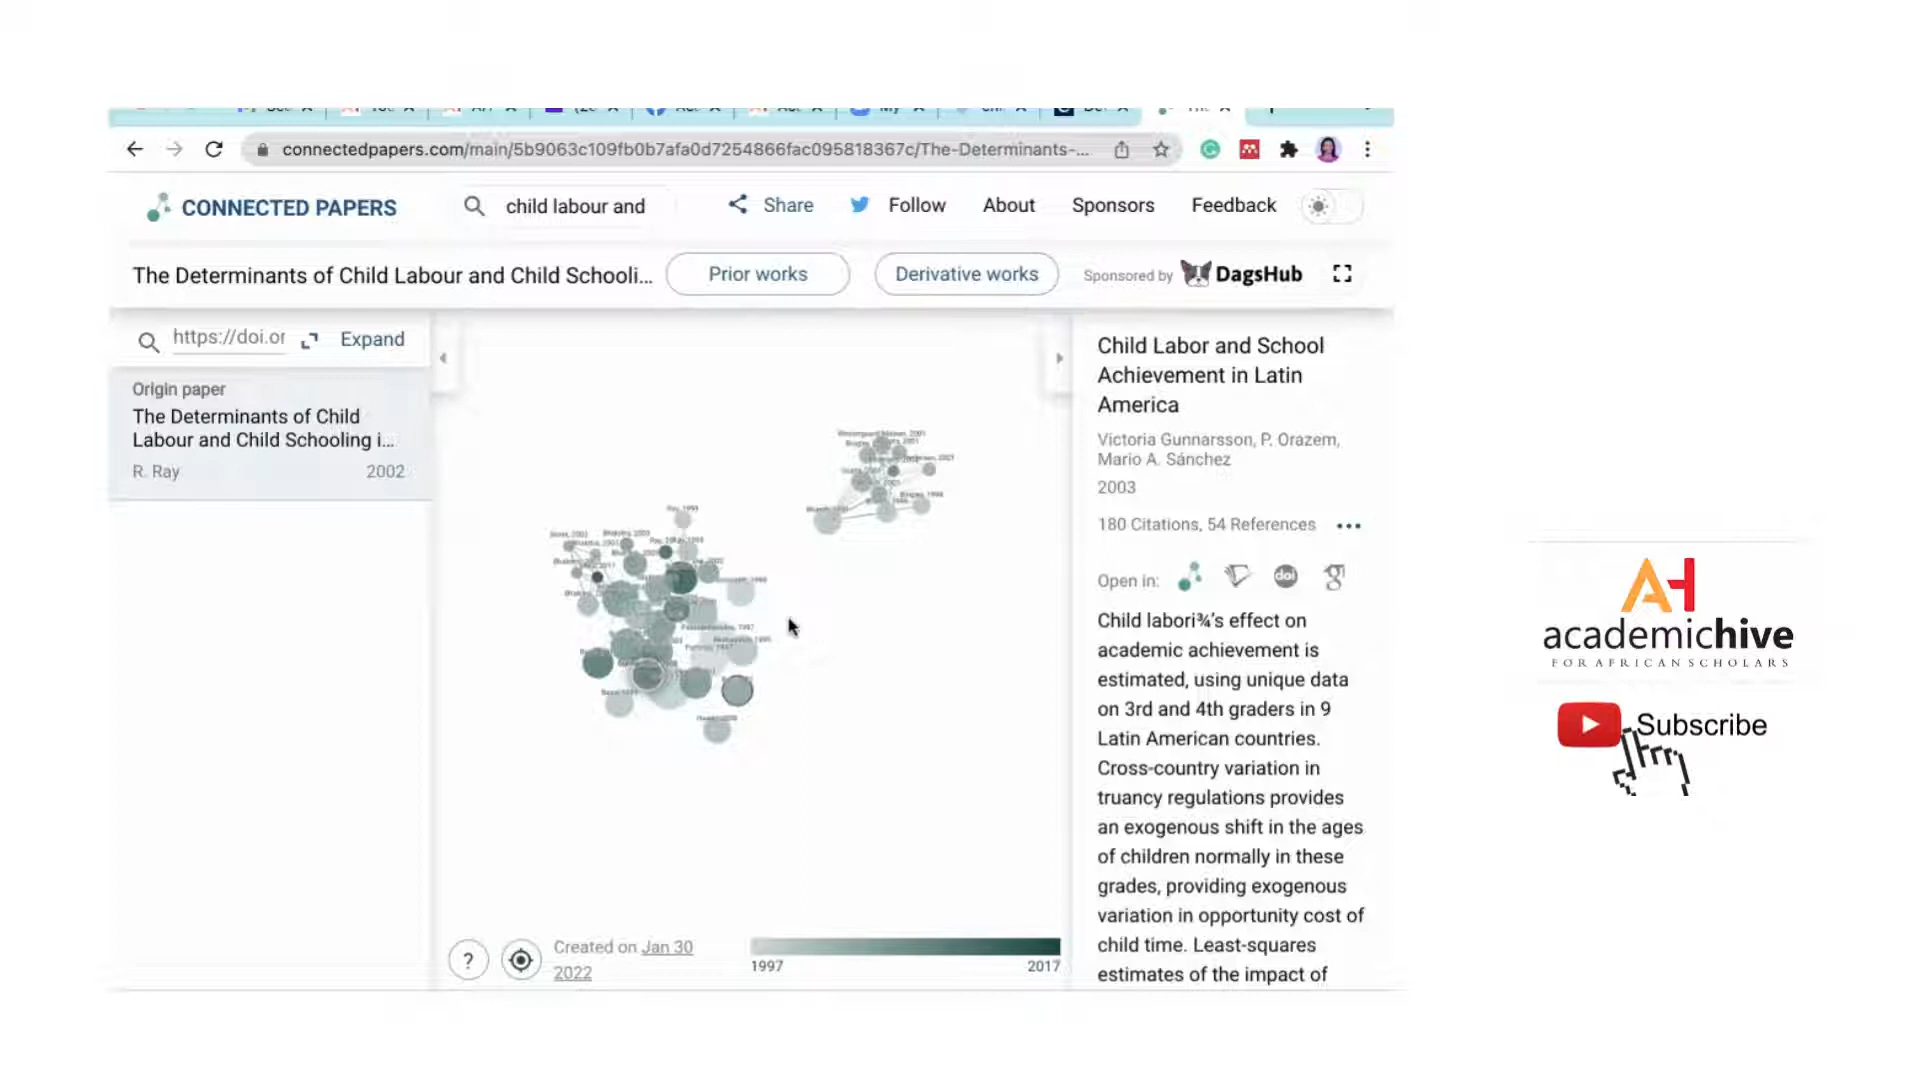 connectedpapers.com/main/5b9063c109fb0b7afa0d7254866fac095818367c/The-Determinants-...
CONNECTED PAPERS
child labour and
Share
Follow
About
Sponsors
Feedback
The Determinants of Child Labour and Child Schooli...
Prior works
Derivative works
Sponsored by
DagsHub
https://doi.or
Expand
Origin paper
The Determinants of Child
Labour and Child Schooling i...
R. Ray
2002
Created on Jan 30
2022
1997
2017
Child Labor and School
Achievement in Latin
America
Victoria Gunnarsson, P. Orazem,
Mario A. Sánchez
2003
180 Citations, 54 References
Open in:
doi
Child labori¾'s effect on
academic achievement is
estimated, using unique data
on 3rd and 4th graders in 9
Latin American countries.
Cross-country variation in
truancy regulations provides
an exogenous shift in the ages
of children normally in these
grades, providing exogenous
variation in opportunity cost of
child time. Least-squares
estimates of the impact of
AH
academichive
FOR AFRICAN SCHOLARS
Subscribe